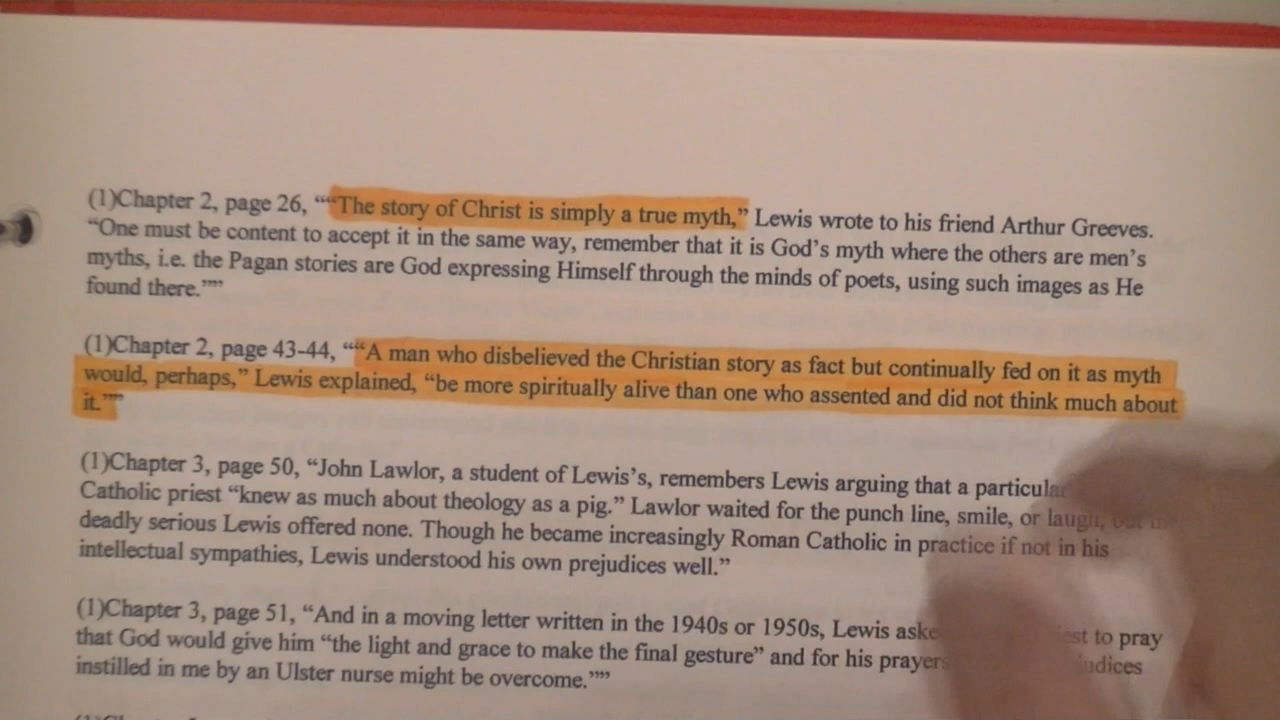 (1)Chapter 2, page 26, ““‘The story of Christ is simply a true myth,” Lewis wrote to his friend Arthur Greeves.
“One must be content to accept it in the same way, remember that it is God’s myth where the others are men’s
myths, i.e. the Pagan stories are God expressing Himself through the minds of poets, using such images as He
found there.””
(1)Chapter 2, page 43-44, ““‘A man who disbelieved the Christian story as fact but continually fed on it as myth
would, perhaps,” Lewis explained, “be more spiritually alive than one who assented and did not think much about
it.””
(1)Chapter 3, page 50, “John Lawlor, a student of Lewis’s, remembers Lewis arguing that a particular
Catholic priest “knew as much about theology as a pig.” Lawlor waited for the punch line, smile, or laugh, but
deadly serious Lewis offered none. Though he became increasingly Roman Catholic in practice if not in his
intellectual sympathies, Lewis understood his own prejudices well.”
(1)Chapter 3, page 51, “And in a moving letter written in the 1940s or 1950s, Lewis to pray
that God would give him “the light and grace to make the final gesture” and for his prayers
instilled in me by an Ulster nurse might be overcome.””